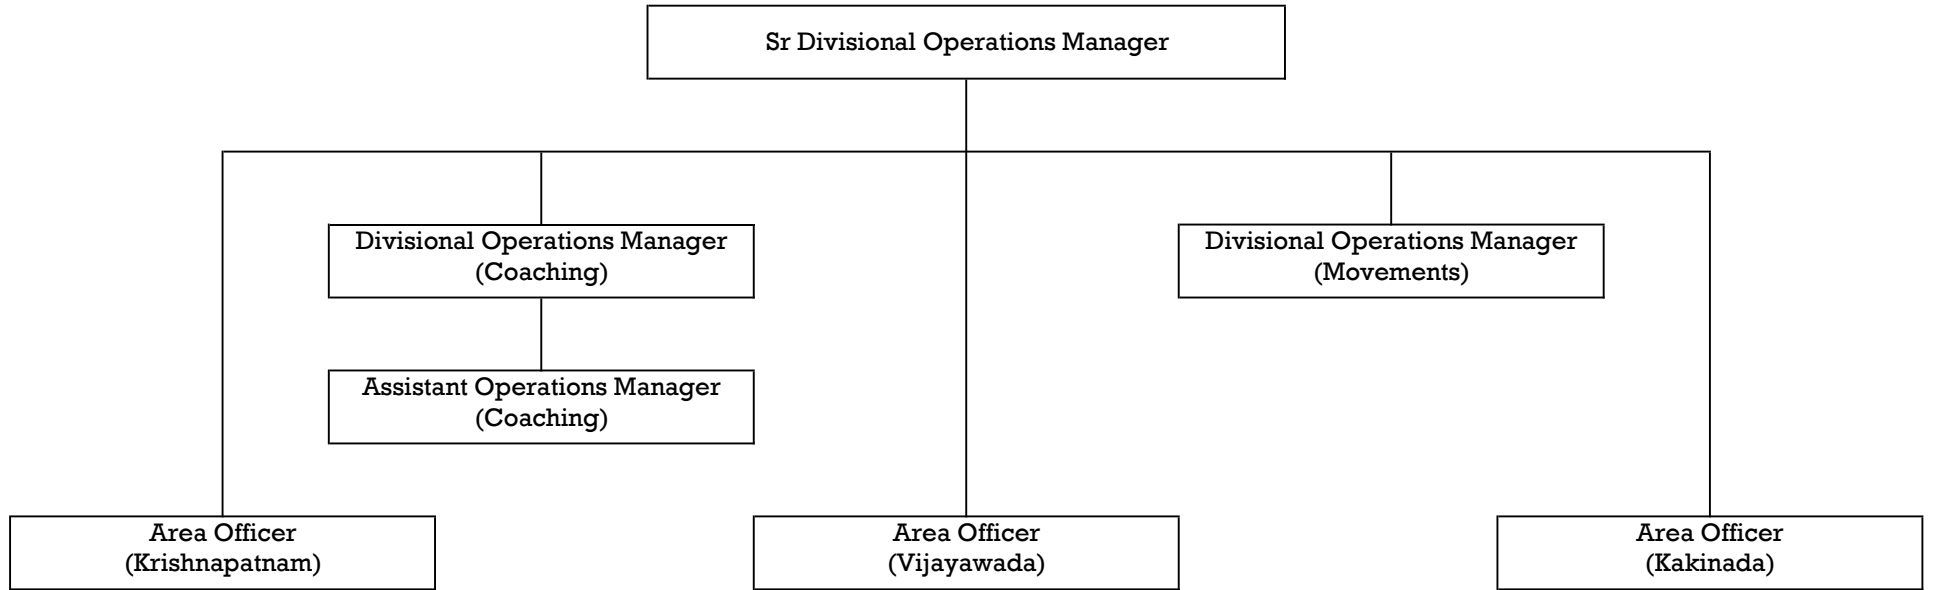 Sr Divisional Operations Manager
Divisional Operations Manager
(Coaching)
Divisional Operations Manager
(Movements)
Assistant Operations Manager
(Coaching)
Area Officer
(Krishnapatnam)
Area Officer
(Vijayawada)
Area Officer
(Kakinada)